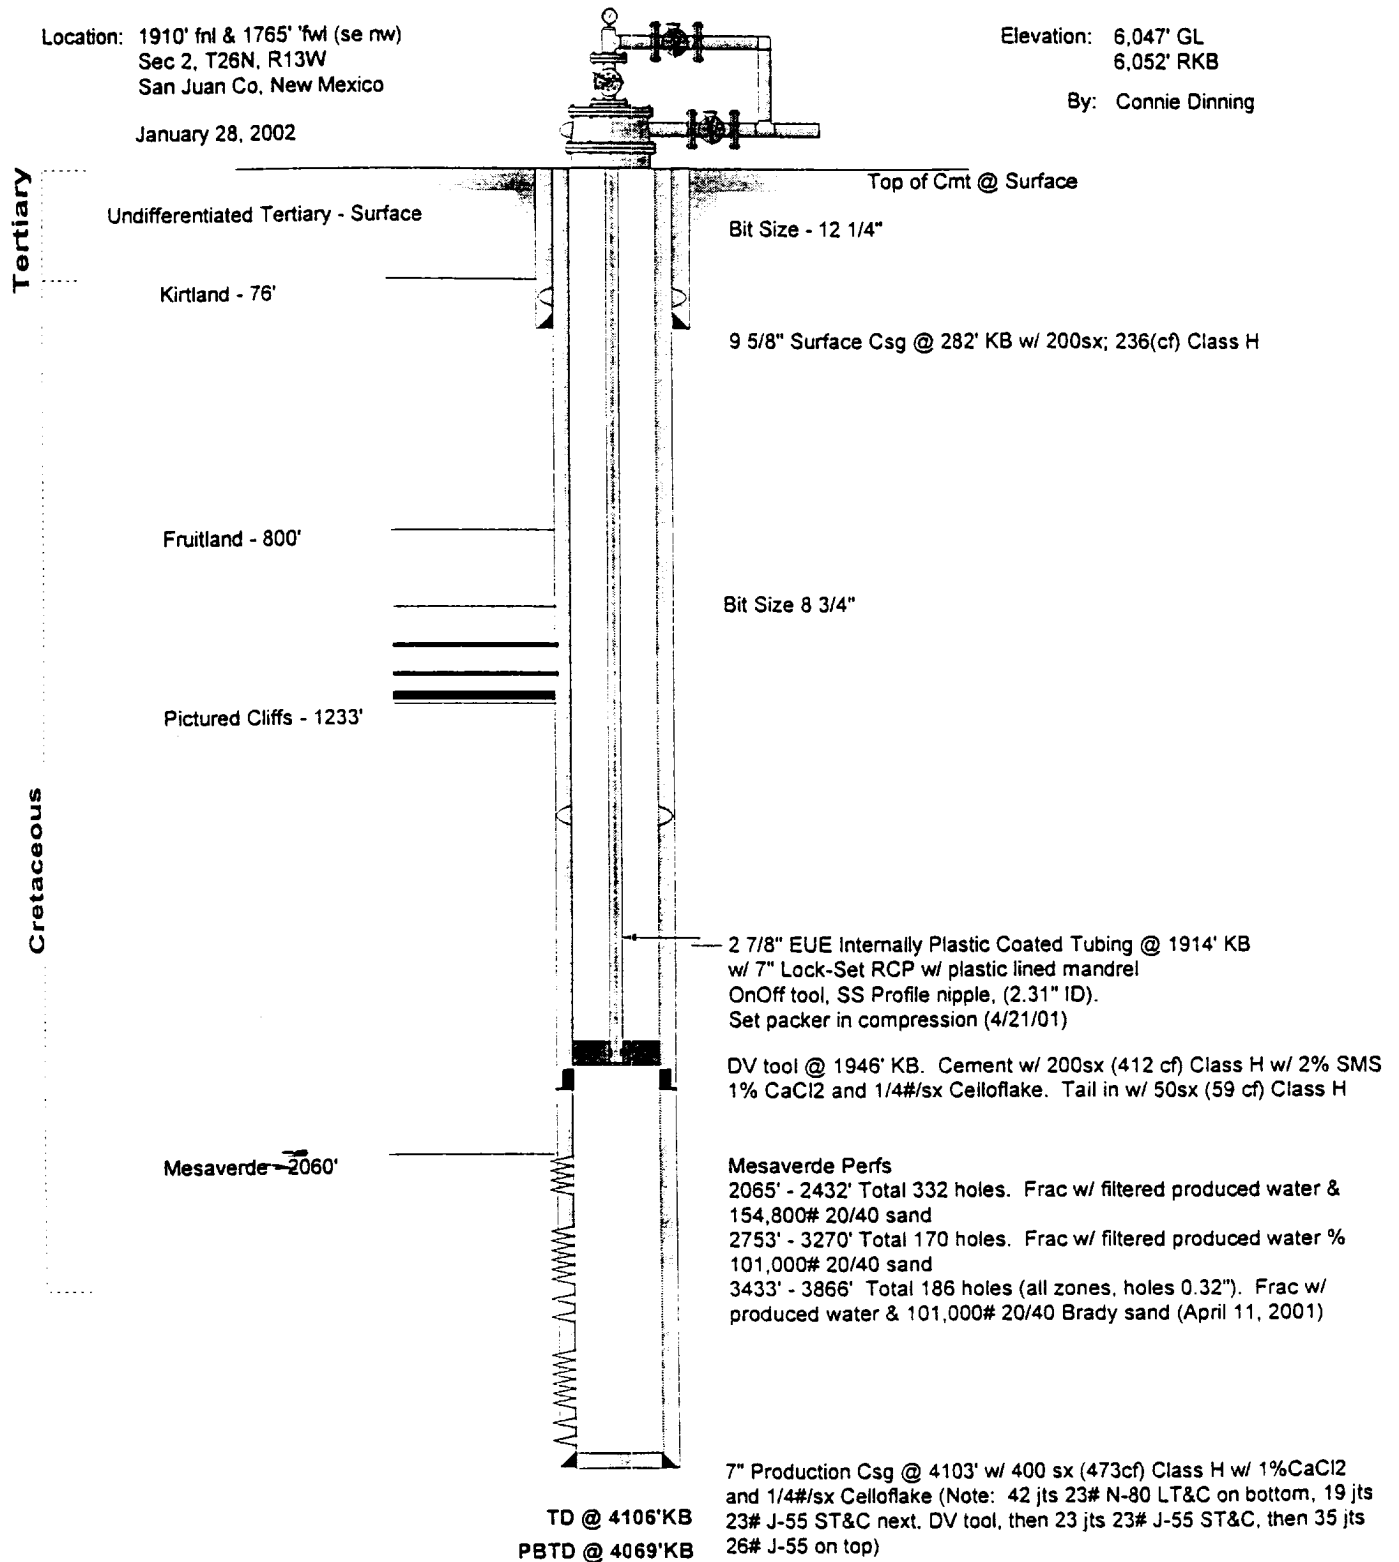 Location: 1910' fnl & 1765' 'fwl (se nw)
Sec 2, T26N, R13W
San Juan Co, New Mexico
January 28, 2002
Elevation: 6,047' GL
6,052' RKB
By: Connie Dinning
Tertiary
Top of Cmt @ Surface
Undifferentiated Tertiary - Surface
Bit Size - 12 1/4"
Kirtland - 76'
9 5/8" Surface Csg @ 282' KB w/ 200sx; 236(cf) Class H
Fruitland - 800'
Bit Size 8 3/4"
Pictured Cliffs - 1233'
Cretaceous
2 7/8" EUE Internally Plastic Coated Tubing @ 1914' KB
w/ 7" Lock-Set RCP w/ plastic lined mandrel
OnOff tool, SS Profile nipple, (2.31" ID).
Set packer in compression (4/21/01)
DV tool @ 1946' KB. Cement w/ 200sx (412 cf) Class H w/ 2% SMS
1% CaCl2 and 1/4#/sx Celloflake. Tail in w/ 50sx (59 cf) Class H
Mesaverde - 2060'
Mesaverde Perfs
2065' - 2432' Total 332 holes. Frac w/ filtered produced water &
154,800# 20/40 sand
2753' - 3270' Total 170 holes. Frac w/ filtered produced water %
101,000# 20/40 sand
3433' - 3866' Total 186 holes (all zones, holes 0.32"). Frac w/
produced water & 101,000# 20/40 Brady sand (April 11, 2001)
7" Production Csg @ 4103' w/ 400 sx (473cf) Class H w/ 1%CaCl2
and 1/4#/sx Celloflake (Note: 42 jts 23# N-80 LT&C on bottom, 19 jts
23# J-55 ST&C next. DV tool, then 23 jts 23# J-55 ST&C, then 35 jts
26# J-55 on top)
TD @ 4106'KB
PBTD @ 4069'KB